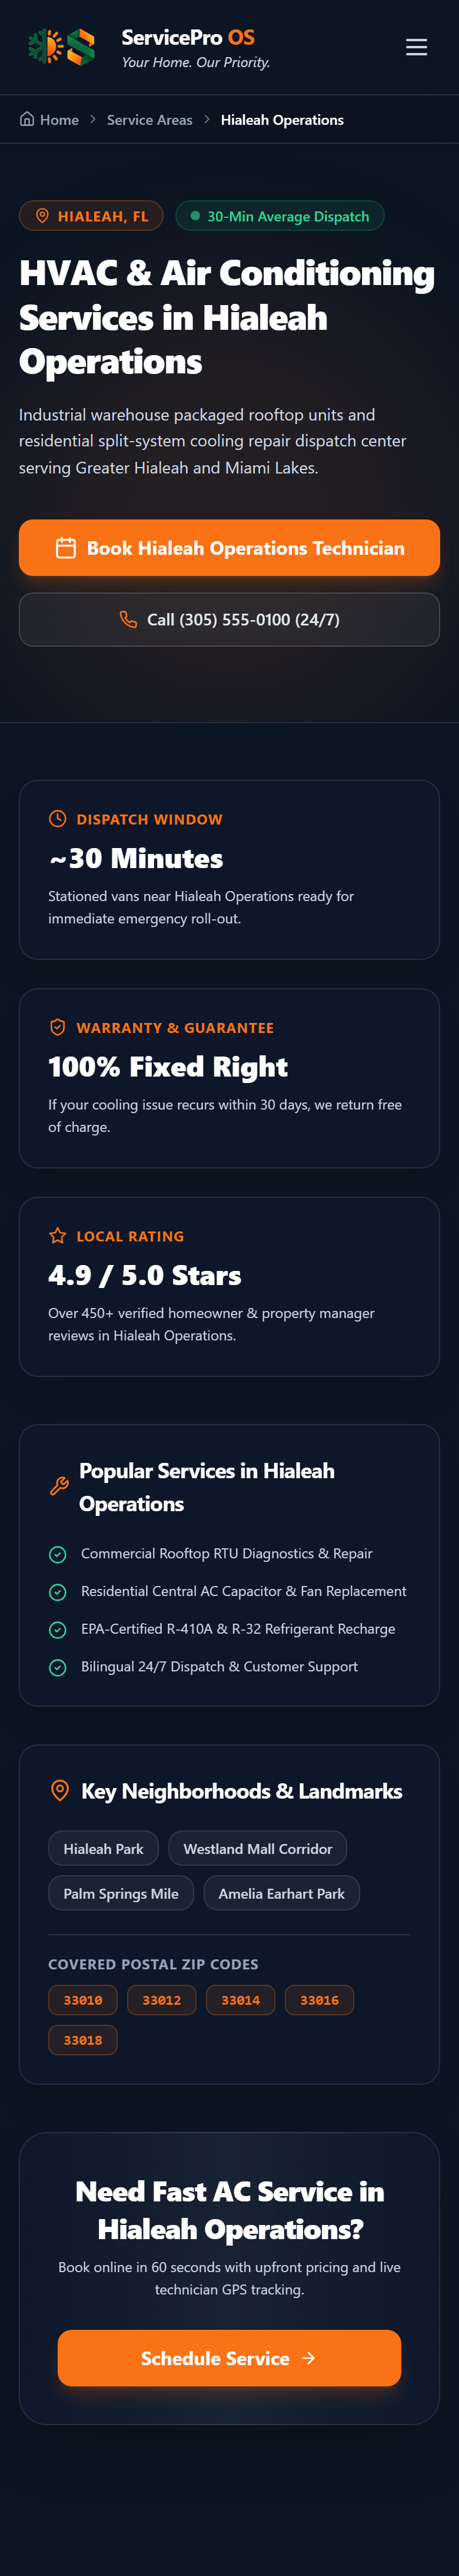 ServicePro OS
Your Home. Our Priority.
Home > Service Areas > Hialeah Operations
HIALEAH, FL
30-Min Average Dispatch
HVAC & Air Conditioning
Services in Hialeah
Operations
Industrial warehouse packaged rooftop units and
residential split-system cooling repair dispatch center
serving Greater Hialeah and Miami Lakes.
Book Hialeah Operations Technician
Call (305) 555-0100 (24/7)
DISPATCH WINDOW
~30 Minutes
Stationed vans near Hialeah Operations ready for
immediate emergency roll-out.
WARRANTY & GUARANTEE
100% Fixed Right
If your cooling issue recurs within 30 days, we return free
of charge.
LOCAL RATING
4.9 / 5.0 Stars
Over 450+ verified homeowner & property manager
reviews in Hialeah Operations.
Popular Services in Hialeah
Operations
Commercial Rooftop RTU Diagnostics & Repair
Residential Central AC Capacitor & Fan Replacement
EPA-Certified R-410A & R-32 Refrigerant Recharge
Bilingual 24/7 Dispatch & Customer Support
Key Neighborhoods & Landmarks
Hialeah Park
Westland Mall Corridor
Palm Springs Mile
Amelia Earhart Park
COVERED POSTAL ZIP CODES
33010
33012
33014
33016
33018
Need Fast AC Service in
Hialeah Operations?
Book online in 60 seconds with upfront pricing and live
technician GPS tracking.
Schedule Service →